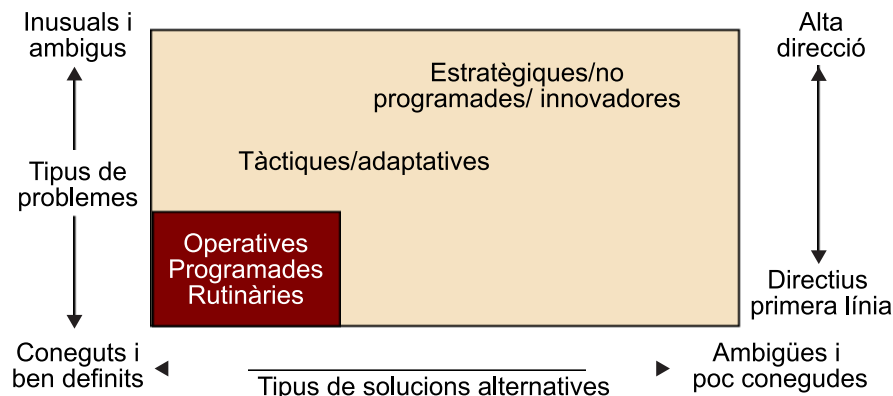 Inusuals i
ambigus
Alta
direcció
Estratègiques/no
programades/ innovadores
Tàctiques/adaptatives
Tipus de
problemes
Operatives
Programades
Rutinàries
Directius
primera línia
Coneguts i
ben definits
Tipus de solucions alternatives
Ambigües i
poc conegudes